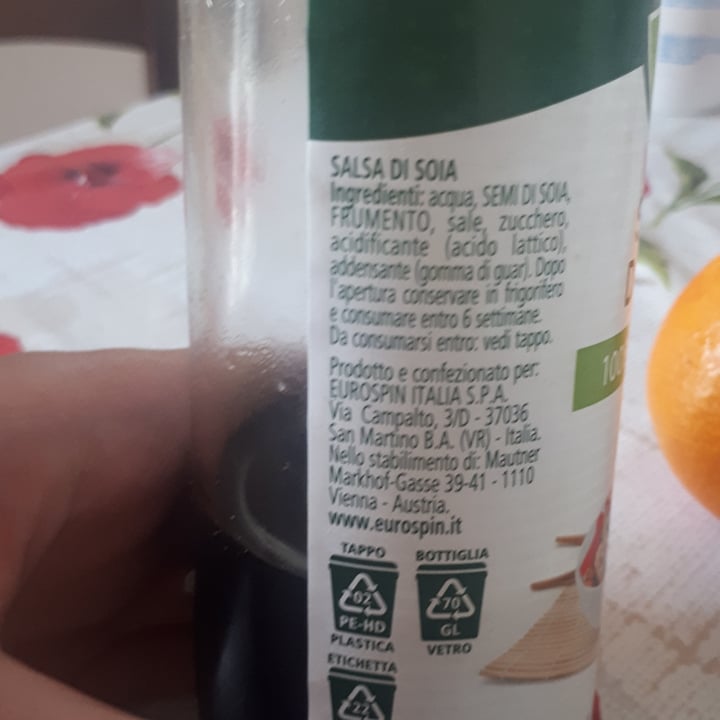 SALSA DI SOIA
Ingredienti: acqua, SEMI DI SOIA,
FRUMENTO, sale, zucchero,
acidificante (acido lattico),
addensante (gomma di guar). Dopo
l'apertura conservare in frigorifero
e consumare entro 6 settimane.
Da consumarsi entro: vedi tappo.
Prodotto e confezionato per:
EUROSPIN ITALIA S.P.A.
Via Campalto, 3/D - 37036
San Martino B.A. (VR) - Italia.
Nello stabilimento di: Mautner
Markhof-Gasse 39-41 - 1110
Vienna - Austria.
www.eurospin.it
TAPPO
02
PE-HD
PLASTICA
BOTTIGLIA
70
GL
VETRO
ETICHETTA
22